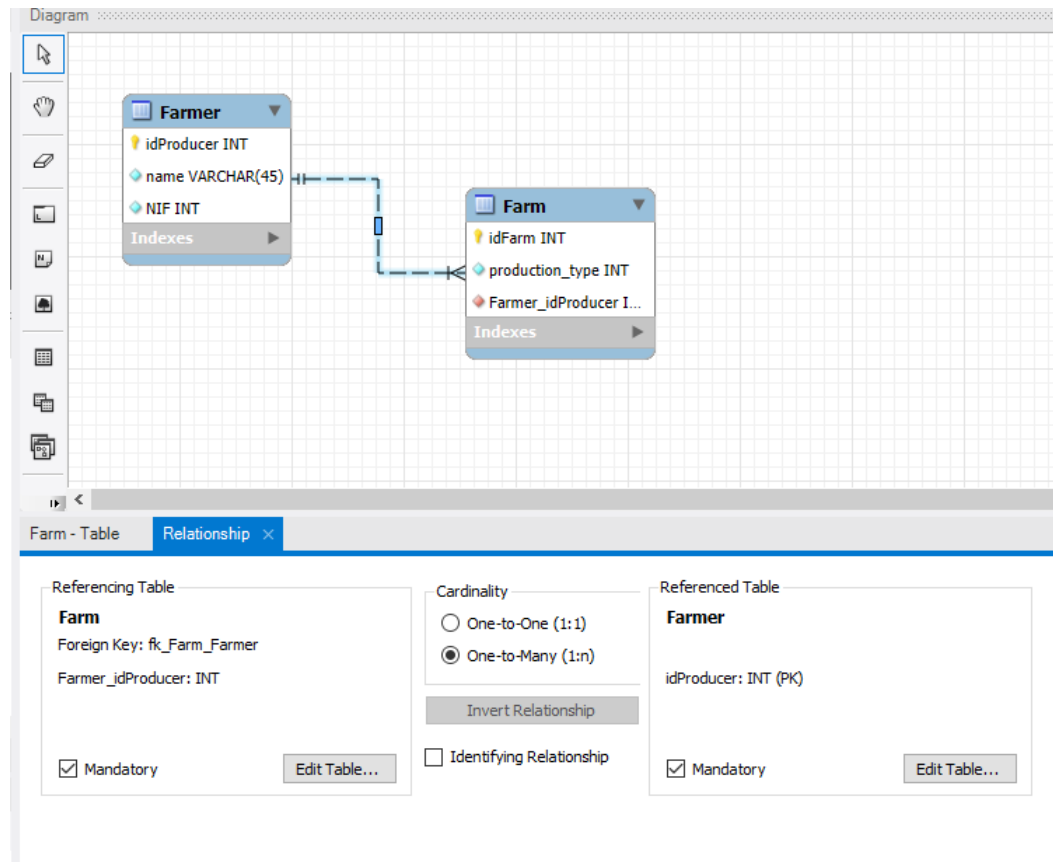 Diagram
Farmer
idProducer INT
name VARCHAR(45)
NIF INT
Indexes
Farm
idFarm INT
production_type INT
Farmer_idProducer I...
Indexes
Farm - Table
Relationship
Referencing Table
Farm
Foreign Key: fk_Farm_Farmer
Farmer_idProducer: INT
Mandatory
Edit Table...
Cardinality
One-to-One (1:1)
One-to-Many (1:n)
Invert Relationship
Identifying Relationship
Referenced Table
Farmer
idProducer: INT (PK)
Mandatory
Edit Table...